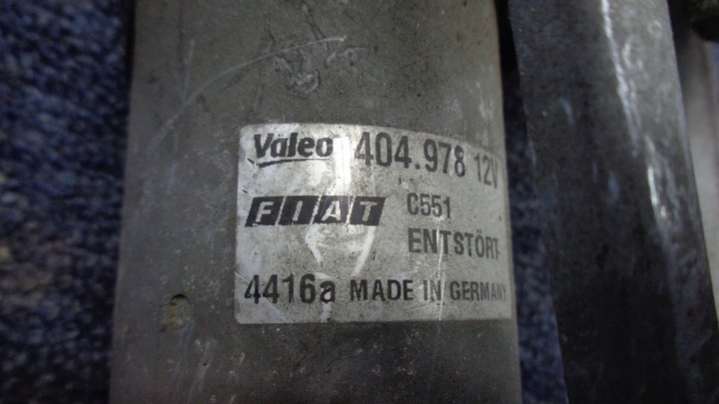 Valeo 404.978 12V
FIAT C551
ENTSTÖRT
4416a MADE IN GERMANY